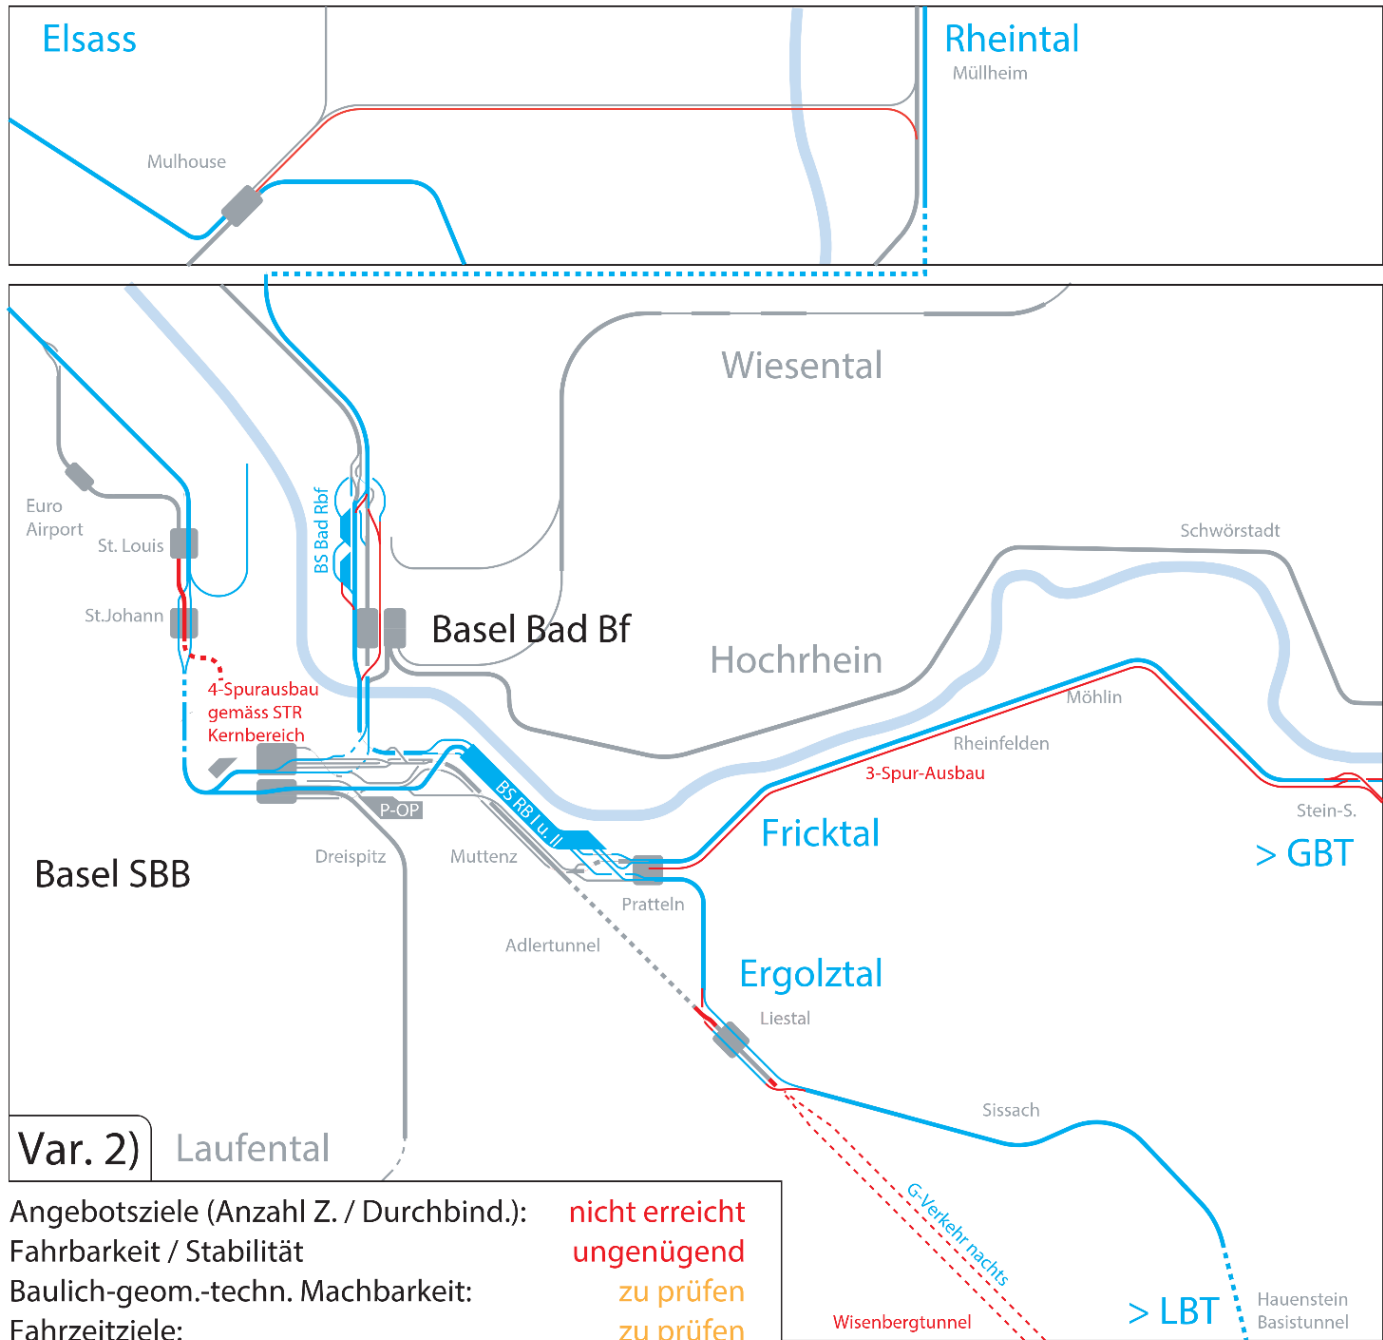 Elsass
Rheintal
Müllheim
Mulhouse
Wiesental
Euro
Airport
St. Louis
BS Bad Rbf
Schwörstadt
St.Johann
Basel Bad Bf
Hochrhein
4-Spurausbau
gemäss STR
Kernbereich
Möhlin
Rheinfelden
3-Spur-Ausbau
Stein-S.
P-OP
BS RB I u. II
Fricktal
> GBT
Dreispitz
Muttenz
Basel SBB
Pratteln
Adlertunnel
Ergolztal
Liestal
Sissach
Var. 2)
Laufental
G-Verkehr nachts
Angebotsziele (Anzahl Z. / Durchbind.): nicht erreicht
Fahrbarkeit / Stabilität ungenügend
Baulich-geom.-techn. Machbarkeit: zu prüfen
Fahrzeitziele: zu prüfen
Wisenbergtunnel
> LBT
Hauenstein
Basistunnel